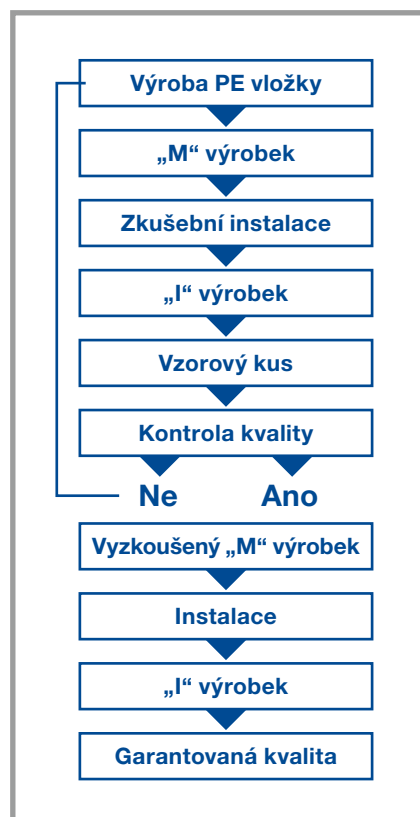 Výroba PE vložky
„M“ výrobek
Zkušební instalace
„I“ výrobek
Vzorový kus
Kontrola kvality
Ne Ano
Vyzkoušený „M“ výrobek
Instalace
„I“ výrobek
Garantovaná kvalita